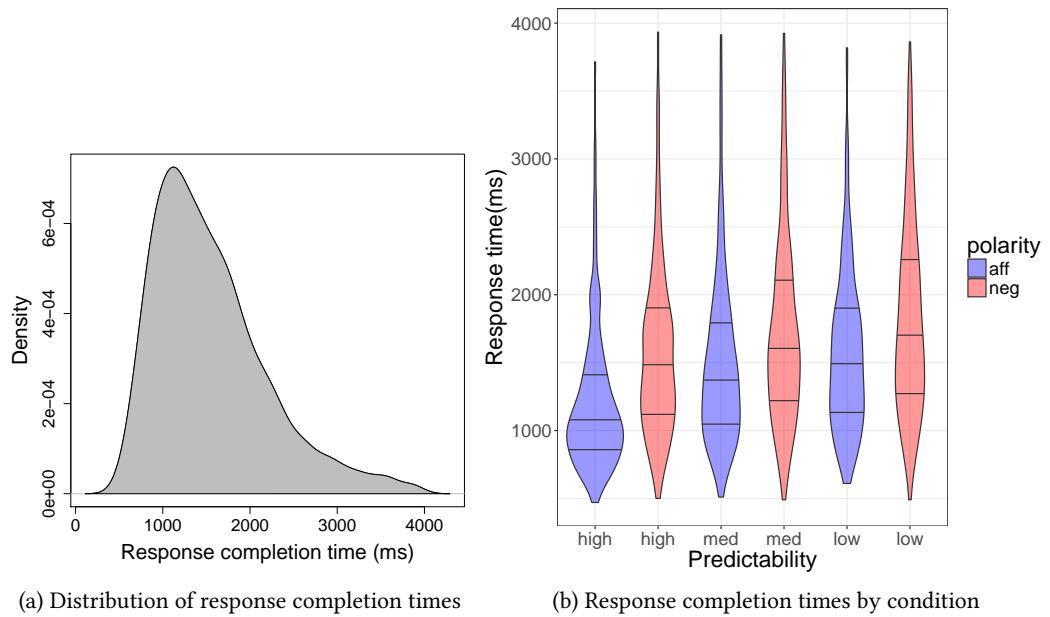 Density
0e+00 2e−04 4e−04 6e−04
0 1000 2000 3000 4000
Response completion time (ms)
(a) Distribution of response completion times
Response time(ms)
4000
3000
2000
1000
high high med med low low
Predictability
polarity
aff
neg
(b) Response completion times by condition